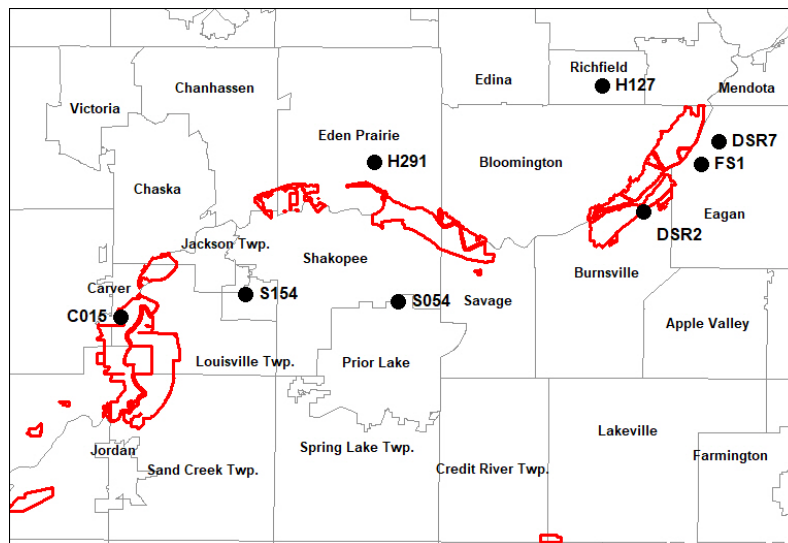 Richfield
Edina
H127
Chanhassen
Mendota
Victoria
Eden Prairie
DSR7
H291
Bloomington
FS1
Chaska
Eagan
DSR2
Jackson Twp.
Shakopee
Burnsville
Carver
S154
S054
Savage
C015
Apple Valley
Louisville Twp.
Prior Lake
Lakeville
Jordan
Spring Lake Twp.
Farmington
Sand Creek Twp.
Credit River Twp.